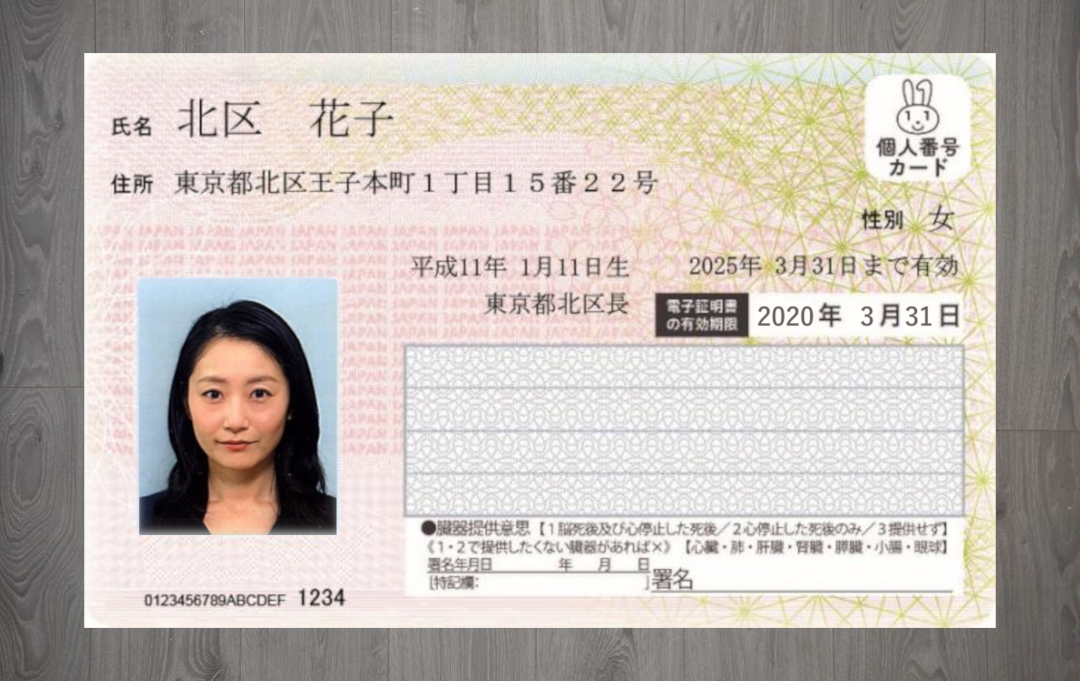 氏名 北区 花子
個人番号
カード
住所 東京都北区王子本町1丁目15番22号
性別 女
平成11年 1月11日生 2025年 3月31日まで有効
東京都北区長
電子証明書
の有効期限
2020年 3月31日
●臓器提供意思【1脳死後及び心停止した死後／2心停止した死後のみ／3提供せず】
《1・2で提供したくない臓器があれば×》【心臓・肺・肝臓・腎臓・膵臓・小腸・眼球】
署名年月日 年 月 日
[特記欄: ] 署名
0123456789ABCDEF 1234